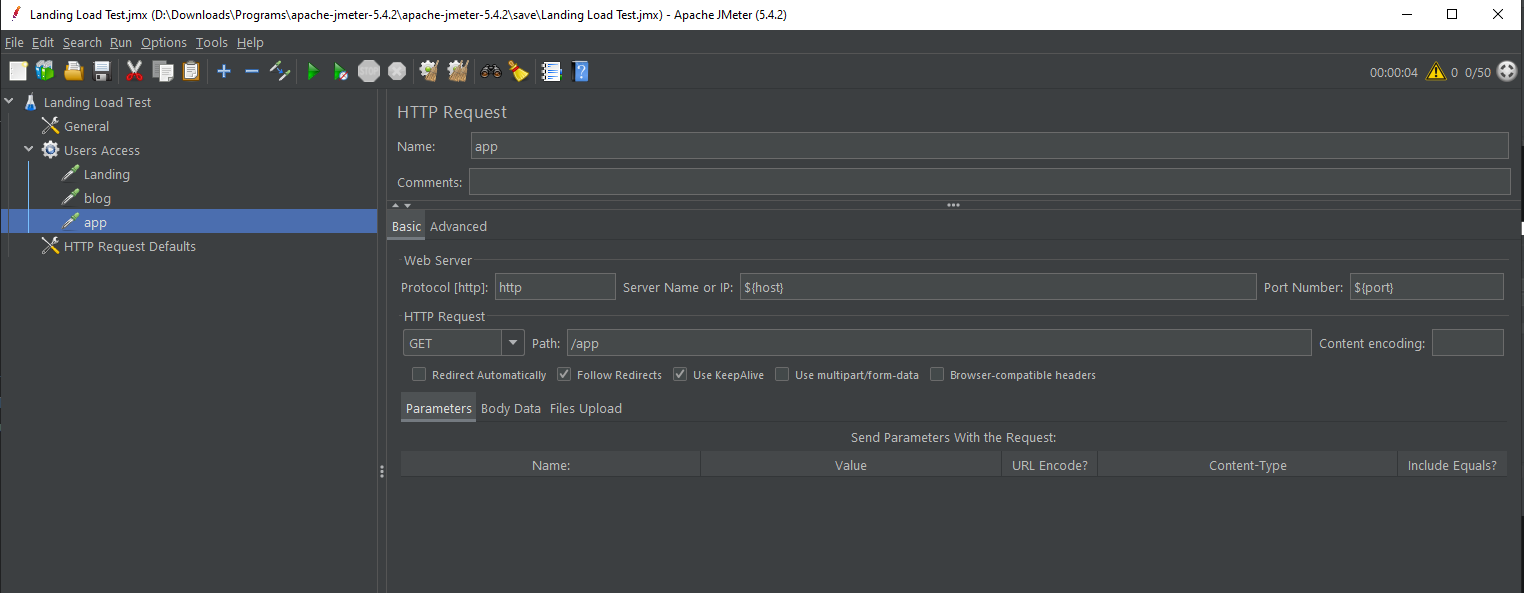 Landing Load Test.jmx (D:\Downloads\Programs\apache-jmeter-5.4.2\apache-jmeter-5.4.2\save\Landing Load Test.jmx) - Apache JMeter (5.4.2)
File Edit Search Run Options Tools Help
00:00:04 0 0/50
Landing Load Test
General
Users Access
Landing
blog
app
HTTP Request Defaults
HTTP Request
Name: app
Comments:
Basic Advanced
Web Server
Protocol [http]: http Server Name or IP: ${host} Port Number: ${port}
HTTP Request
GET Path: /app Content encoding:
Redirect Automatically Follow Redirects Use KeepAlive Use multipart/form-data Browser-compatible headers
Parameters Body Data Files Upload
Send Parameters With the Request:
Name: Value URL Encode? Content-Type Include Equals?